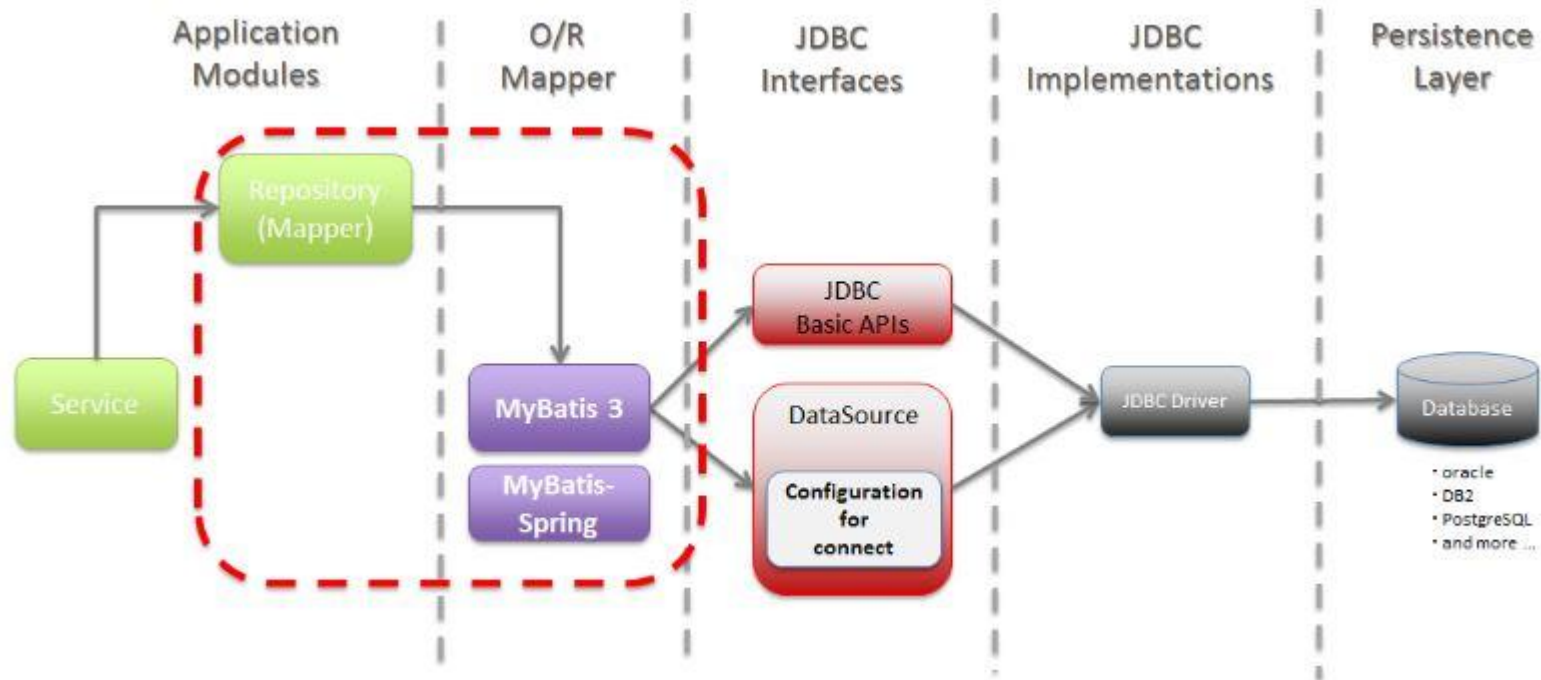 Application
Modules
O/R
Mapper
JDBC
Interfaces
JDBC
Implementations
Persistence
Layer
Repository
(Mapper)
Service
MyBatis 3
MyBatis-
Spring
JDBC
Basic APIs
DataSource
Configuration
for
connect
JDBC Driver
Database
• oracle
• DB2
• PostgreSQL
• and more ...